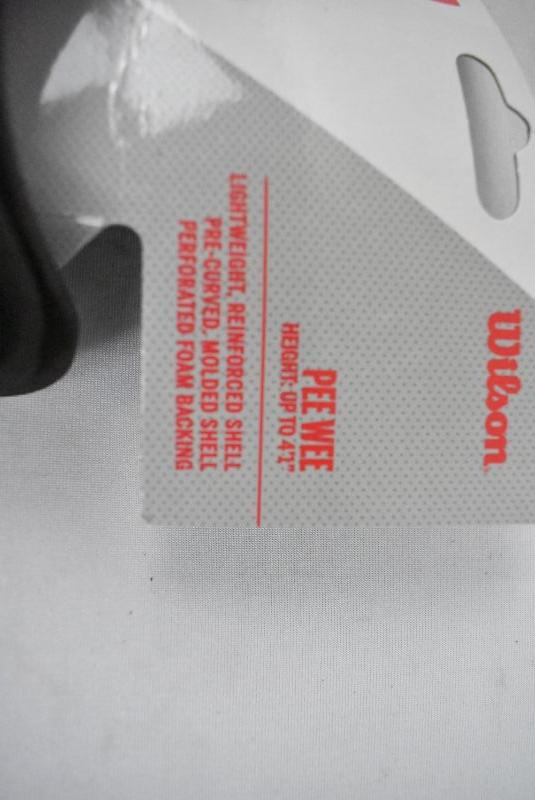 Wilson
PEE WEE
HEIGHT: UP TO 4'1"
LIGHTWEIGHT, REINFORCED SHELL
PRE-CURVED, MOLDED SHELL
PERFORATED FOAM BACKING